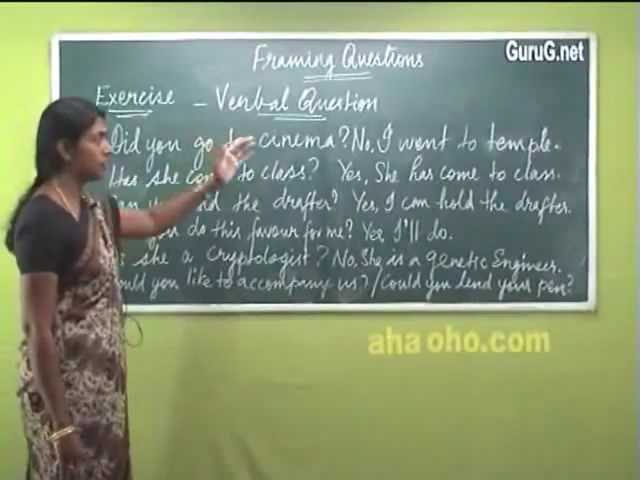 Framing Questions
GuruG.net
Exercise - Verbal Question
Did you go to cinema? No, I went to temple.
Has she come to class? Yes, She has come to class.
the drafter? Yes, I can hold the drafter.
you do this favour for me? Yes, I'll do.
she a cryptologist? No, She is a genetic Engineer.
would you like to accompany us? / Could you lend your pen?
aha oho.com